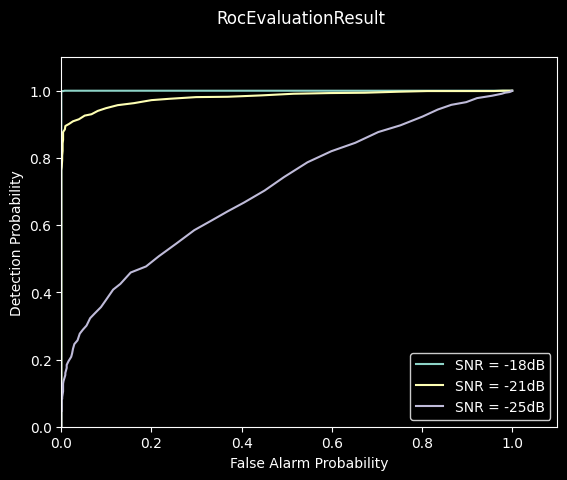 RocEvaluationResult
Detection Probability
1.0
0.8
0.6
0.4
0.2
0.0
SNR = -18dB
SNR = -21dB
SNR = -25dB
0.0 0.2 0.4 0.6 0.8 1.0
False Alarm Probability